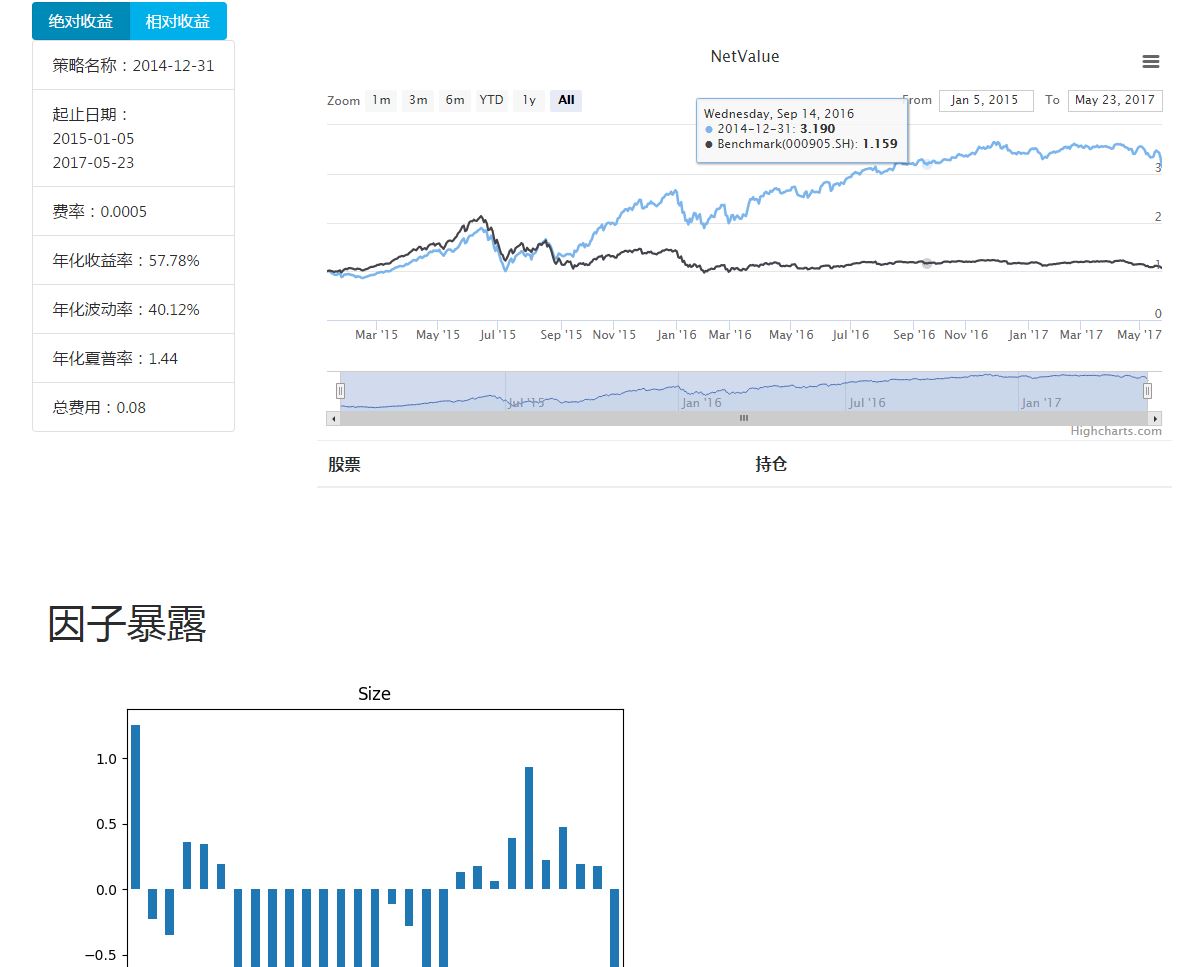 绝对收益 相对收益
策略名称：2014-12-31
起止日期：
2015-01-05
2017-05-23
费率：0.0005
年化收益率：57.78%
年化波动率：40.12%
年化夏普率：1.44
总费用：0.08
NetValue
Zoom 1m 3m 6m YTD 1y All
From Jan 5, 2015 To May 23, 2017
Wednesday, Sep 14, 2016
2014-12-31: 3.190
Benchmark(000905.SH): 1.159
3
2
1
0
Mar '15 May '15 Jul '15 Sep '15 Nov '15 Jan '16 Mar '16 May '16 Jul '16 Sep '16 Nov '16 Jan '17 Mar '17 May '17
Jul '15 Jan '16 Jul '16 Jan '17
Highcharts.com
股票 持仓
因子暴露
Size
1.0
0.5
0.0
−0.5